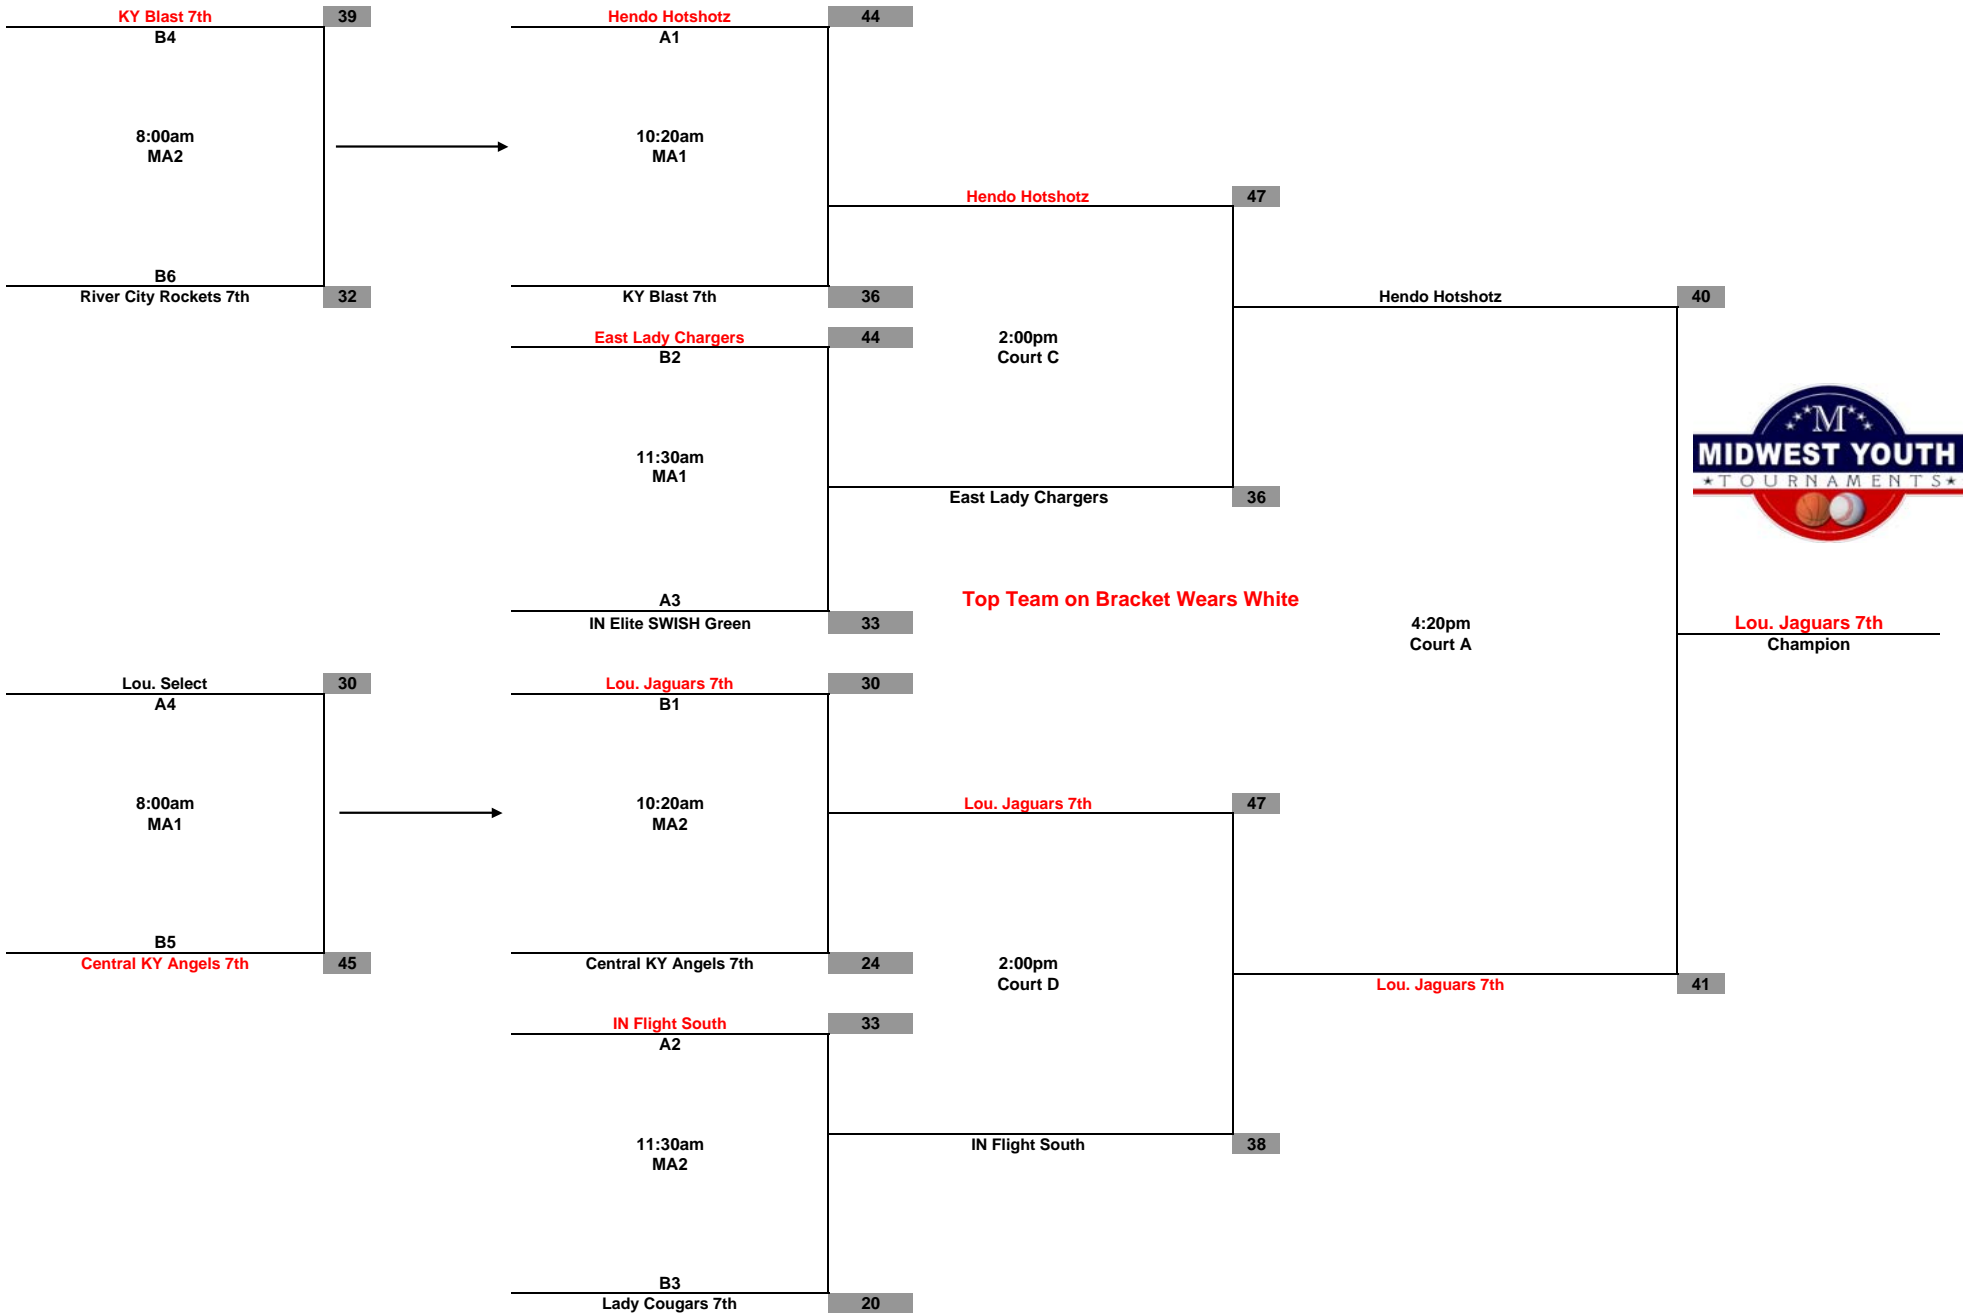 KY Blast 7th 39
B4
8:00am
MA2
B6
River City Rockets 7th 32
Hendo Hotshotz 44
A1
10:20am
MA1
KY Blast 7th 36
East Lady Chargers 44
B2
11:30am
MA1
A3
IN Elite SWISH Green 33
Hendo Hotshotz 47
2:00pm
Court C
East Lady Chargers 36
Top Team on Bracket Wears White
Hendo Hotshotz 40
4:20pm
Court A
M
MIDWEST YOUTH
TOURNAMENTS
Lou. Jaguars 7th
Champion
Lou. Select 30
A4
8:00am
MA1
B5
Central KY Angels 7th 45
Lou. Jaguars 7th 30
B1
10:20am
MA2
Central KY Angels 7th 24
IN Flight South 33
A2
11:30am
MA2
B3
Lady Cougars 7th 20
Lou. Jaguars 7th 47
2:00pm
Court D
IN Flight South 38
Lou. Jaguars 7th 41